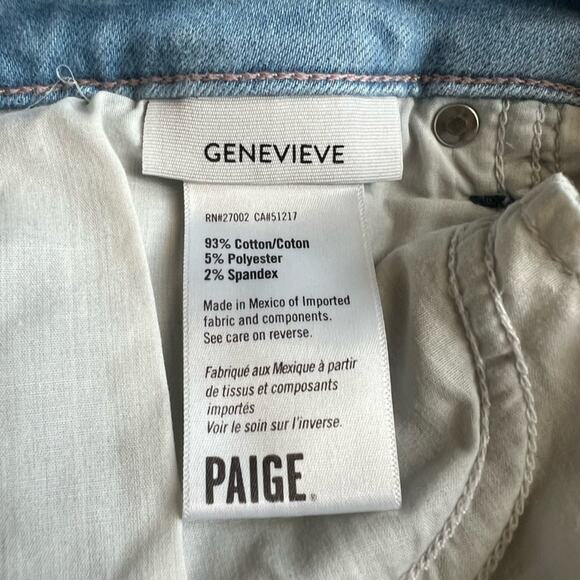 GENEVIEVE
RN#27002 CA#51217
93% Cotton/Coton
5% Polyester
2% Spandex
Made in Mexico of Imported
fabric and components.
See care on reverse.
Fabriqué aux Mexique à partir
de tissus et composants
importés
Voir le soin sur l'inverse.
PAIGE®